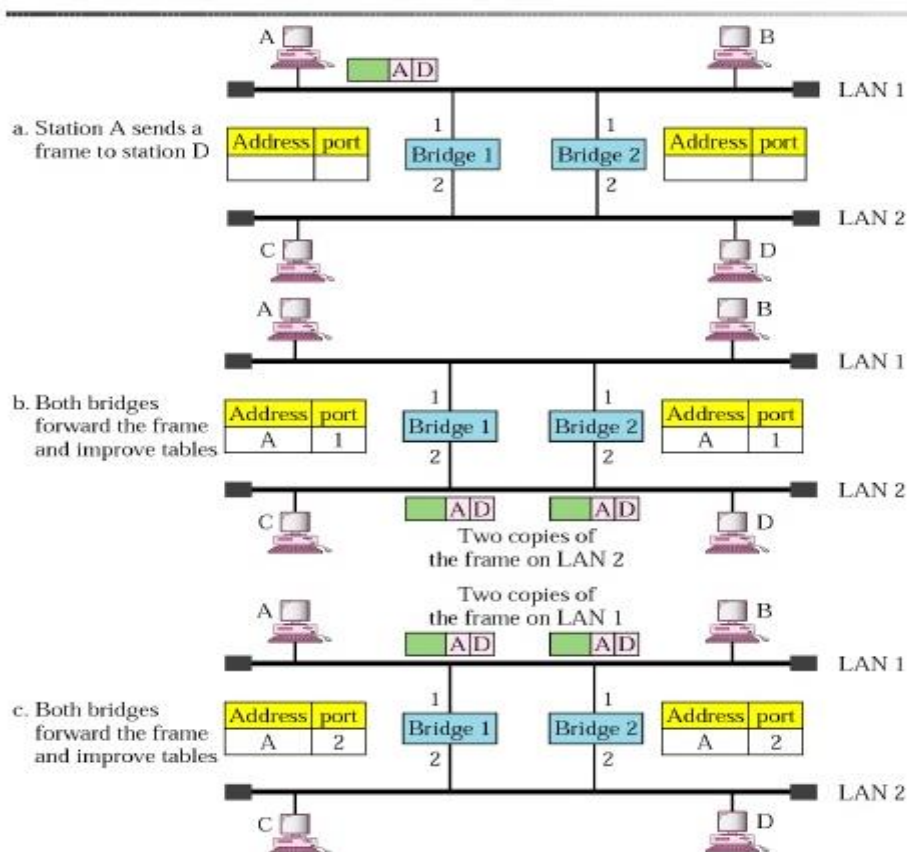 A B
A D
LAN 1
a. Station A sends a
frame to station D
Address port
1 1
Bridge 1 Bridge 2
2 2
Address port
LAN 2
C D
A B
LAN 1
b. Both bridges
forward the frame
and improve tables
Address port
A 1
1 1
Bridge 1 Bridge 2
2 2
Address port
A 1
LAN 2
C D
A D A D
Two copies of
the frame on LAN 2
Two copies of
the frame on LAN 1
A B
A D A D
LAN 1
c. Both bridges
forward the frame
and improve tables
Address port
A 2
1 1
Bridge 1 Bridge 2
2 2
Address port
A 2
LAN 2
C D